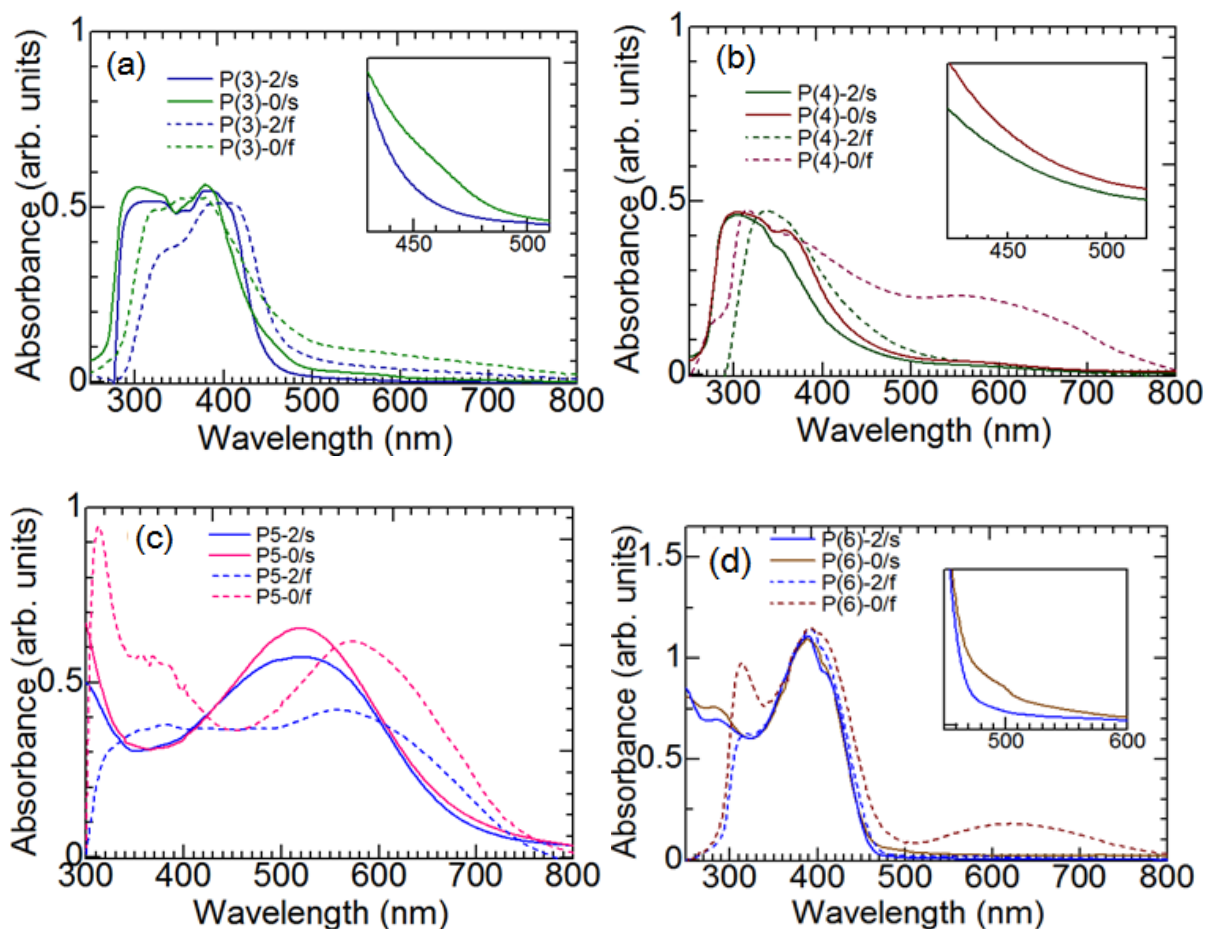 (a)
P(3)-2/s
P(3)-0/s
P(3)-2/f
P(3)-0/f
Absorbance (arb. units)
1
0.5
0
450 500
300 400 500 600 700 800
Wavelength (nm)
(b)
P(4)-2/s
P(4)-0/s
P(4)-2/f
P(4)-0/f
Absorbance (arb. units)
1
0.5
0
450 500
300 400 500 600 700 800
Wavelength (nm)
(c)
P5-2/s
P5-0/s
P5-2/f
P5-0/f
Absorbance (arb. units)
1
0.5
0
300 400 500 600 700 800
Wavelength (nm)
(d)
P(6)-2/s
P(6)-0/s
P(6)-2/f
P(6)-0/f
Absorbance (arb. units)
1.5
1
0.5
0
500 600
300 400 500 600 700 800
Wavelength (nm)